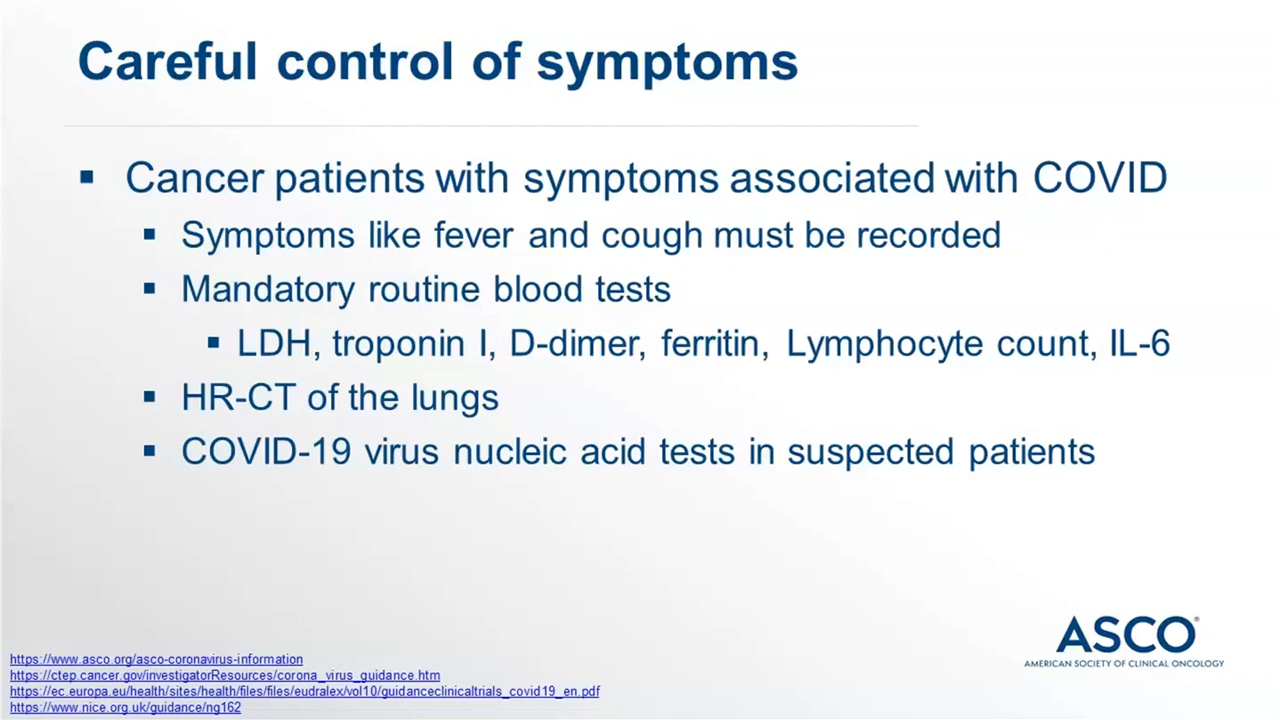 Careful control of symptoms
▪ Cancer patients with symptoms associated with COVID
▪ Symptoms like fever and cough must be recorded
▪ Mandatory routine blood tests
▪ LDH, troponin I, D-dimer, ferritin, Lymphocyte count, IL-6
▪ HR-CT of the lungs
▪ COVID-19 virus nucleic acid tests in suspected patients
https://www.asco.org/asco-coronavirus-information
https://ctep.cancer.gov/investigatorResources/corona_virus_guidance.htm
https://ec.europa.eu/health/sites/health/files/files/eudralex/vol10/guidanceclinicaltrials_covid19_en.pdf
https://www.nice.org.uk/guidance/ng162
ASCO®
AMERICAN SOCIETY OF CLINICAL ONCOLOGY